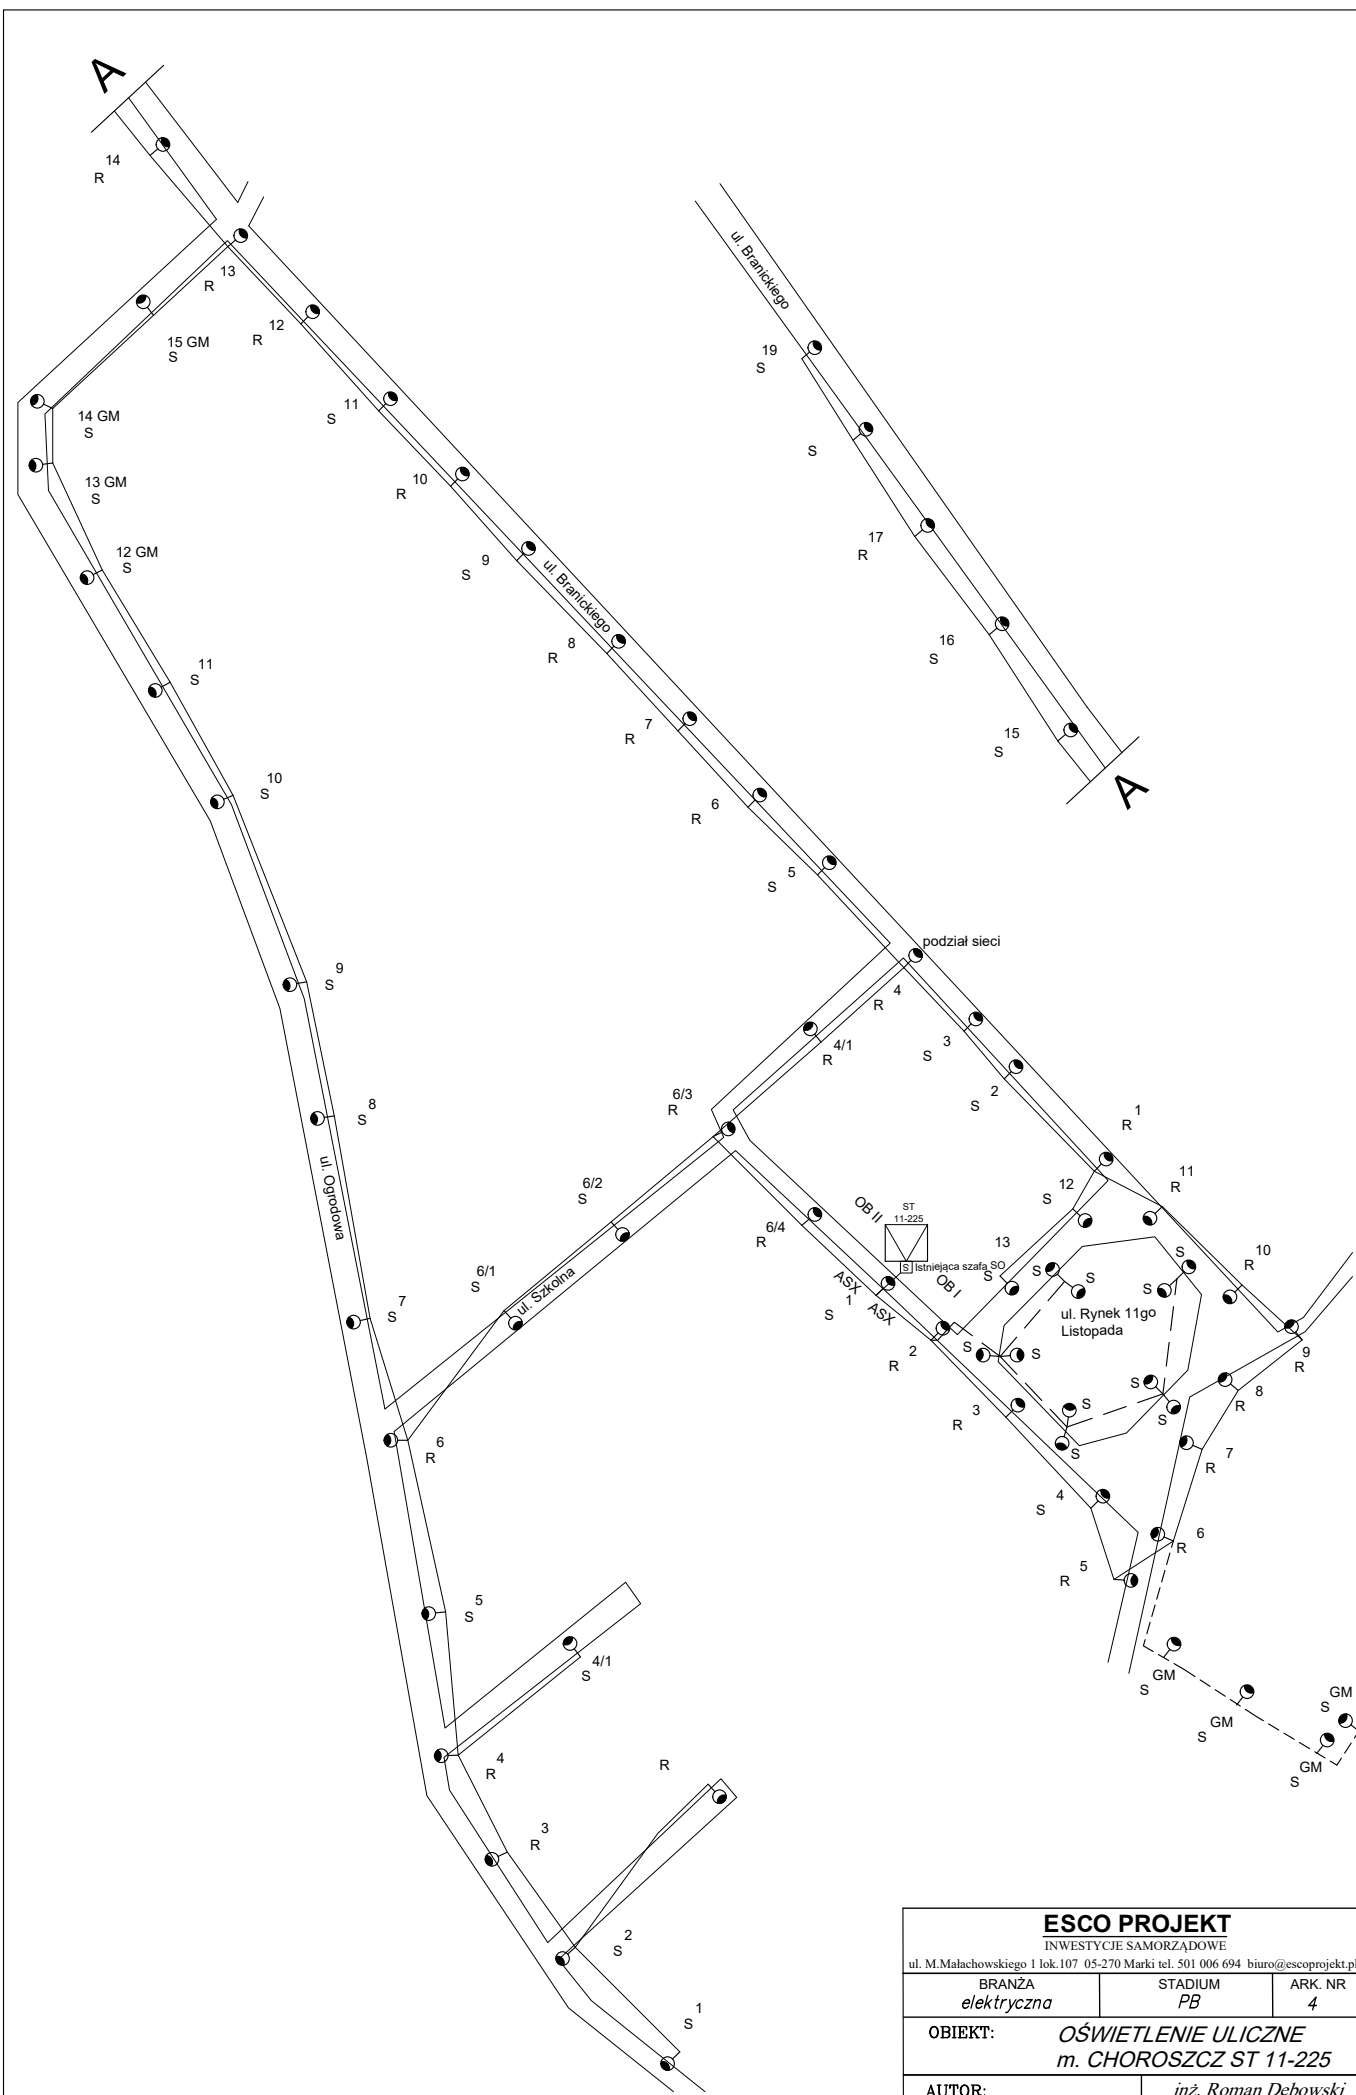 A
14
R
13
R
15 GM
S
12
R
14 GM
S
11
S
13 GM
S
10
R
12 GM
S
9
S
ul. Branickiego
8
R
11
S
7
R
10
S
6
R
5
S
ul. Branickiego
19
S
S
17
R
16
S
15
S
A
podział sieci
4
R
9
S
3
S
4/1
R
2
S
6/3
R
1
R
8
S
ul. Ogrodowa
6/2
S
12
S
11
R
OB II
ST
11-225
6/4
R
13
S
S Istniejąca szafa SO
OB I
10
R
6/1
S
ul. Szkolna
7
S
ASX
ASX
1
S
S
S
S
S
ul. Rynek 11go
Listopada
2
R
S
S
9
R
6
R
3
R
S
S
S
S
8
R
7
R
4
S
6
R
5
R
5
S
4/1
S
GM
S
GM
S
GM
S
GM
S
4
R
R
3
R
2
S
1
S
ESCO PROJEKT
INWESTYCJE SAMORZĄDOWE
ul. M.Małachowskiego 1 lok.107 05-270 Marki tel. 501 006 694 biuro@escoprojekt.pl
BRANŻA
elektryczna
STADIUM
PB
ARK. NR
4
OBIEKT:
OŚWIETLENIE ULICZNE
m. CHOROSZCZ ST 11-225
AUTOR:
inż. Roman Dębowski